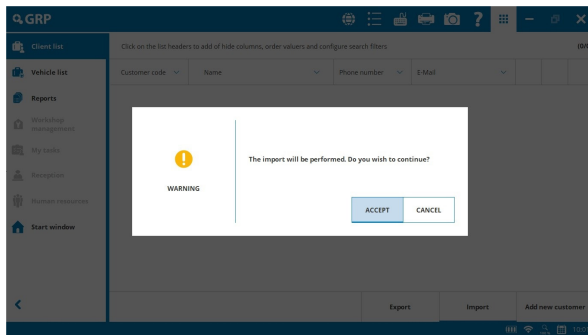 GRP
Client list
Click on the list headers to add of hide columns, order valuers and configure search filters
Vehicle list
Customer code
Name
Phone number
E-Mail
Reports
Workshop management
My tasks
Reception
Human resources
Start window
WARNING
The import will be performed. Do you wish to continue?
ACCEPT
CANCEL
Export
Import
Add new customer